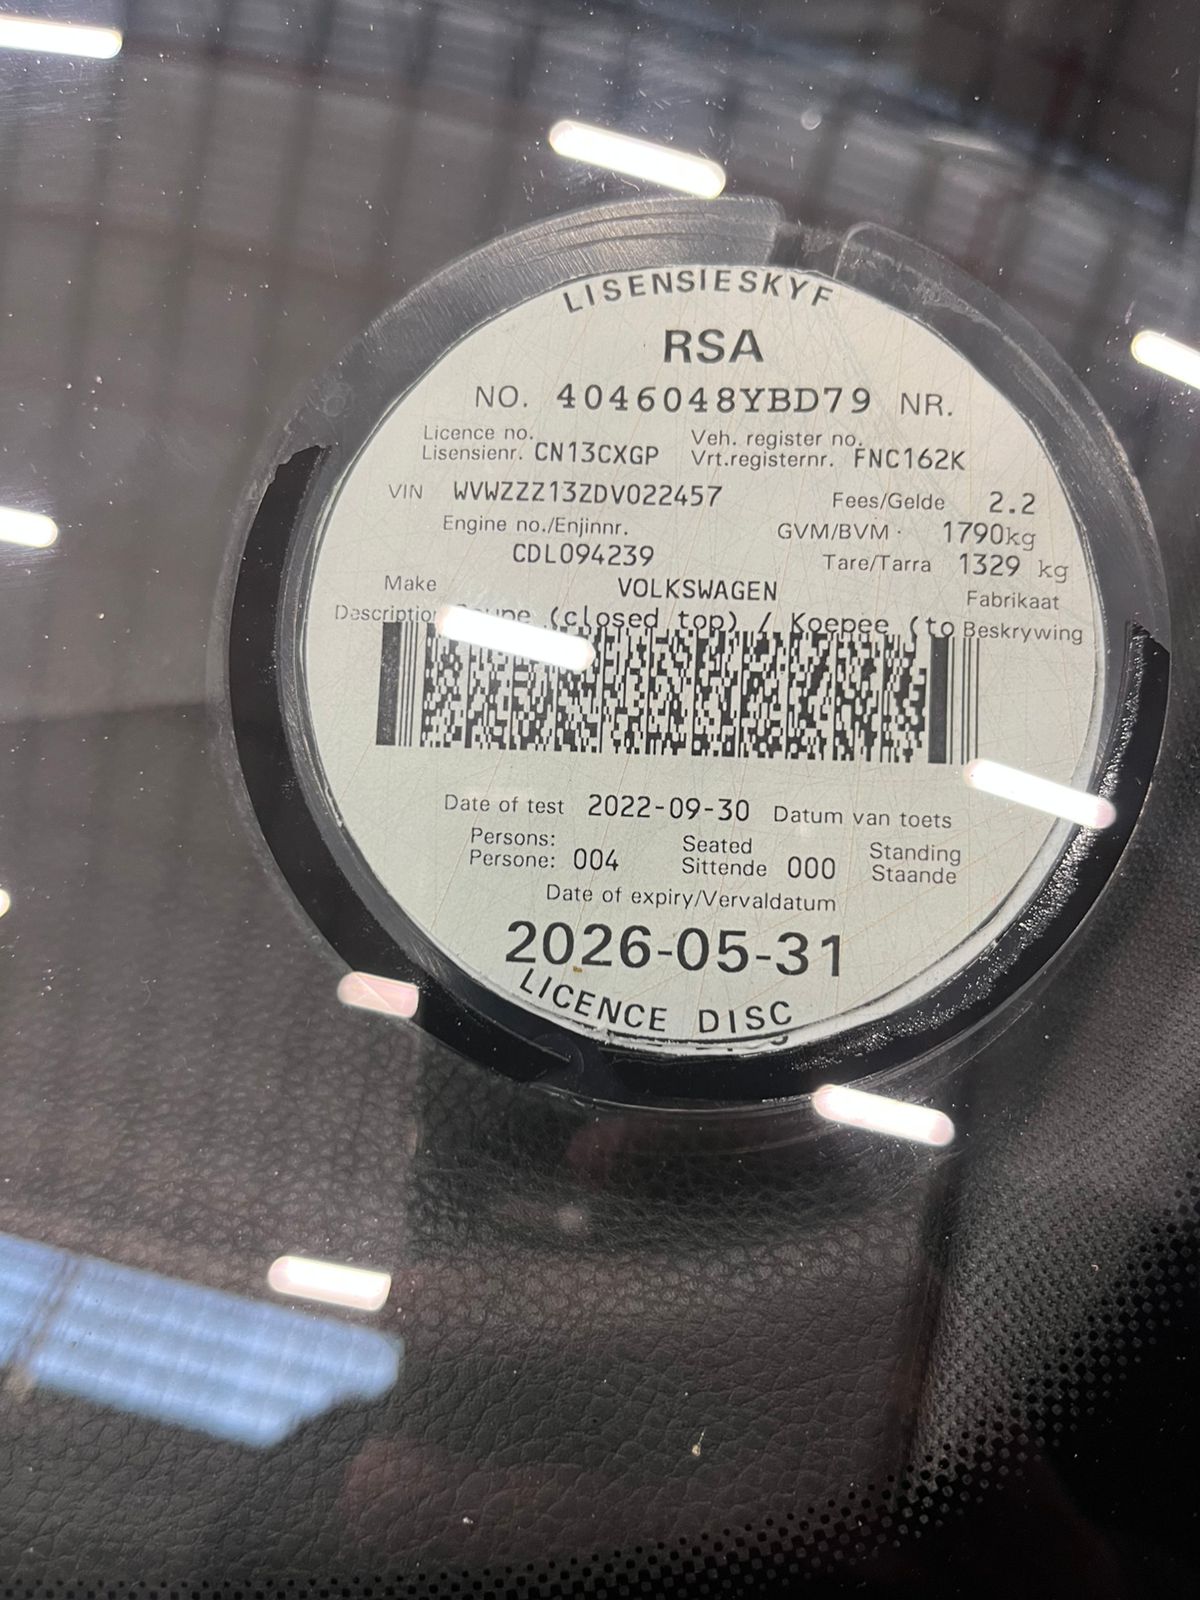 LISENSIESKYF
RSA
NO. 4046048YBD79 NR.
Licence no. Veh. register no.
Lisensienr. CN13CXGP Vrt.registernr. FNC162K
VIN WVWZZZ13ZDV022457 Fees/Gelde 2.2
Engine no./Enjinnr. GVM/BVM 1790kg
CDL094239 Tare/Tarra 1329 kg
Make VOLKSWAGEN Fabrikaat
Description (closed top) / Koepee (to Beskrywing
Date of test 2022-09-30 Datum van toets
Persons: Seated Standing
Persone: 004 Sittende 000 Staande
Date of expiry/Vervaldatum
2026-05-31
LICENCE DISC